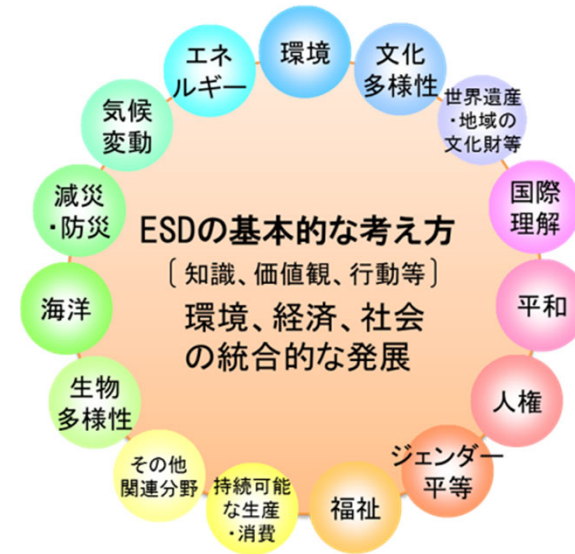 環境
文化
多様性
世界遺産
・地域の
文化財等
国際
理解
平和
人権
ジェンダー
平等
福祉
持続可能
な生産
・消費
その他
関連分野
生物
多様性
海洋
減災
・防災
気候
変動
エネ
ルギー
ESDの基本的な考え方
〔知識、価値観、行動等〕
環境、経済、社会
の統合的な発展